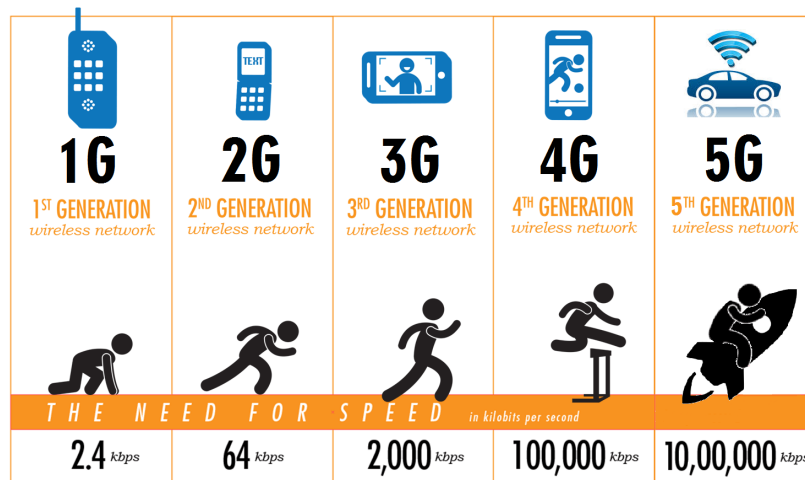 TEXT
1G
2G
3G
4G
5G
1ST GENERATION
wireless network
2ND GENERATION
wireless network
3RD GENERATION
wireless network
4TH GENERATION
wireless network
5TH GENERATION
wireless network
THE NEED FOR SPEED in kilobits per second
2.4 kbps
64 kbps
2,000 kbps
100,000 kbps
10,00,000 kbps